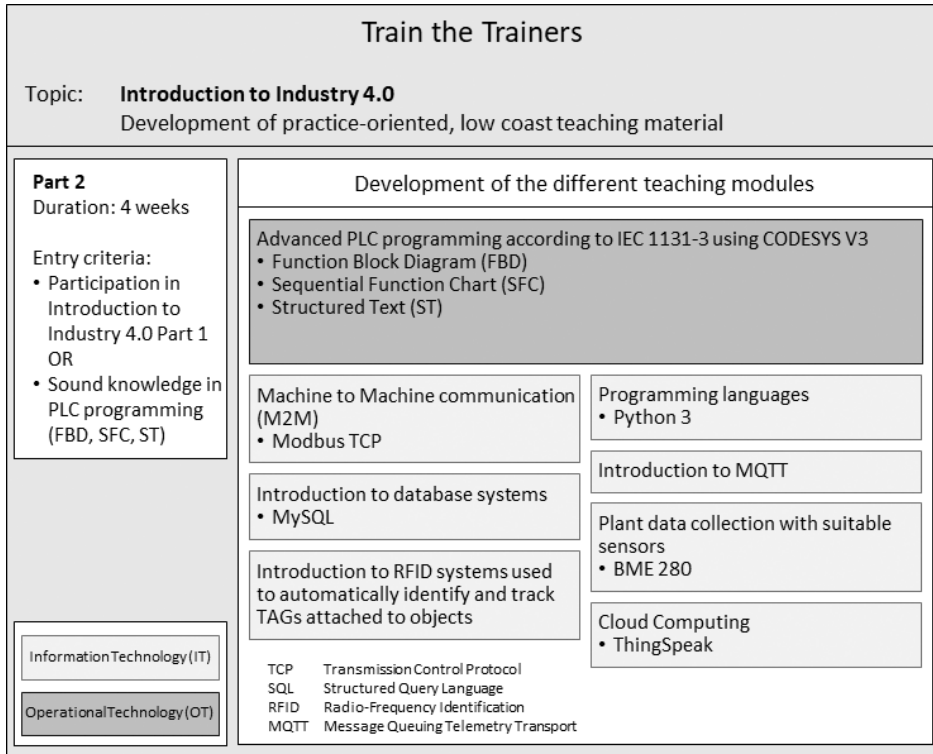 Train the Trainers
Topic: Introduction to Industry 4.0
Development of practice-oriented, low coast teaching material
Part 2
Duration: 4 weeks
Entry criteria:
• Participation in
Introduction to
Industry 4.0 Part 1
OR
• Sound knowledge in
PLC programming
(FBD, SFC, ST)
Information Technology (IT)
Operational Technology (OT)
Development of the different teaching modules
Advanced PLC programming according to IEC 1131-3 using CODESYS V3
• Function Block Diagram (FBD)
• Sequential Function Chart (SFC)
• Structured Text (ST)
Machine to Machine communication
(M2M)
• Modbus TCP
Introduction to database systems
• MySQL
Introduction to RFID systems used
to automatically identify and track
TAGs attached to objects
Programming languages
• Python 3
Introduction to MQTT
Plant data collection with suitable
sensors
• BME 280
Cloud Computing
• ThingSpeak
TCP Transmission Control Protocol
SQL Structured Query Language
RFID Radio-Frequency Identification
MQTT Message Queuing Telemetry Transport